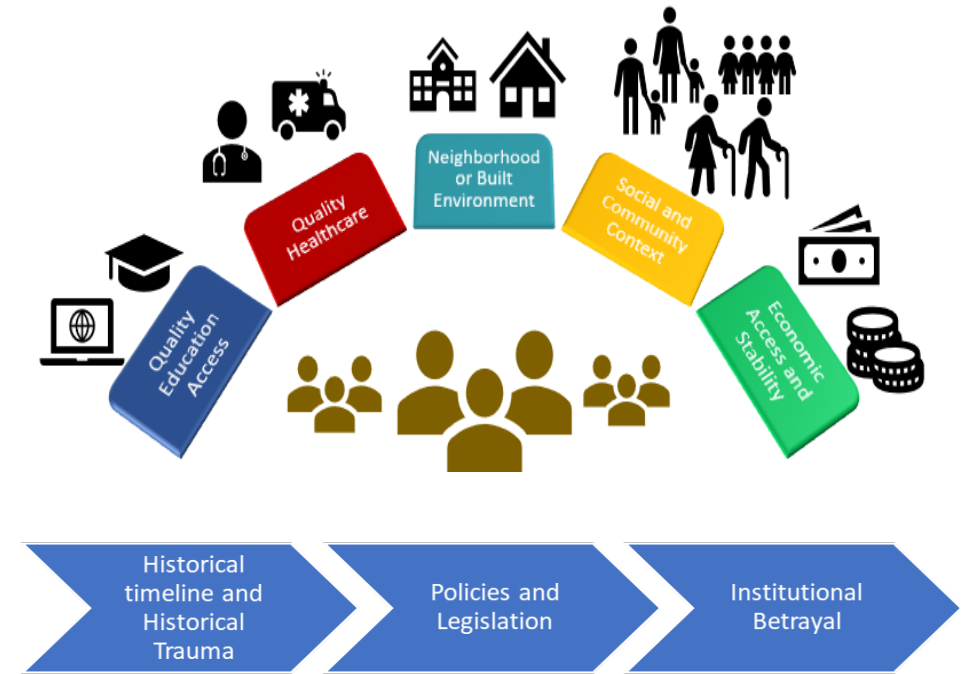 Neighborhood
or Built
Environment
Quality
Healthcare
Social and
Community
Context
Quality
Education
Access
Economic
Access and
Stability
Historical
timeline and
Historical
Trauma
Policies and
Legislation
Institutional
Betrayal